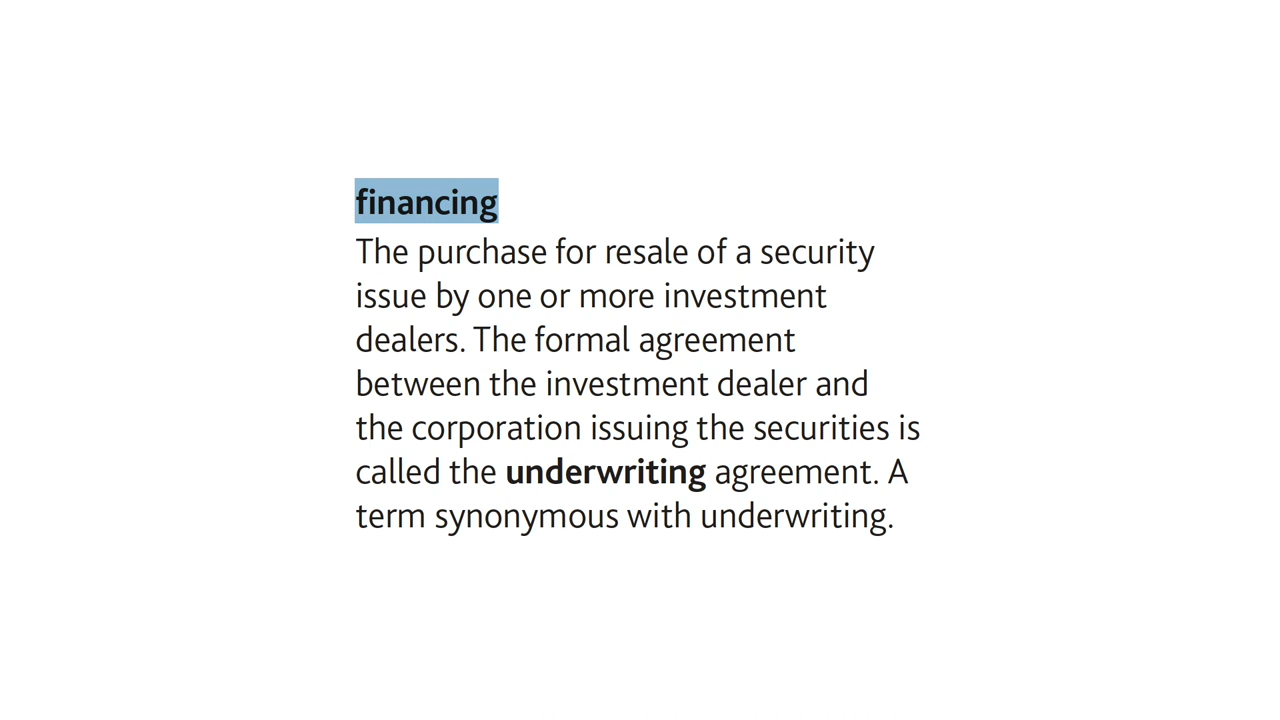 financing
The purchase for resale of a security
issue by one or more investment
dealers. The formal agreement
between the investment dealer and
the corporation issuing the securities is
called the underwriting agreement. A
term synonymous with underwriting.